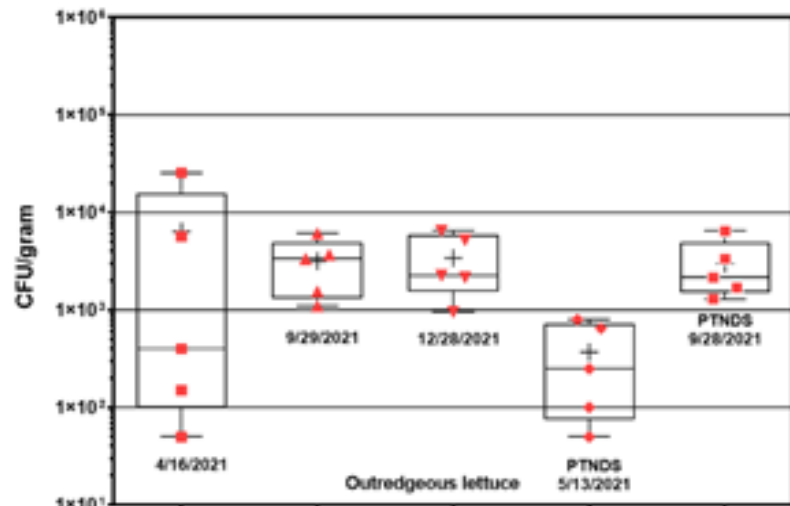 1×10⁶
1×10⁵
1×10⁴
1×10³
1×10²
1×10¹
CFU/gram
9/29/2021
12/28/2021
PTNDS
9/28/2021
4/16/2021
Outredgeous lettuce
PTNDS
5/13/2021